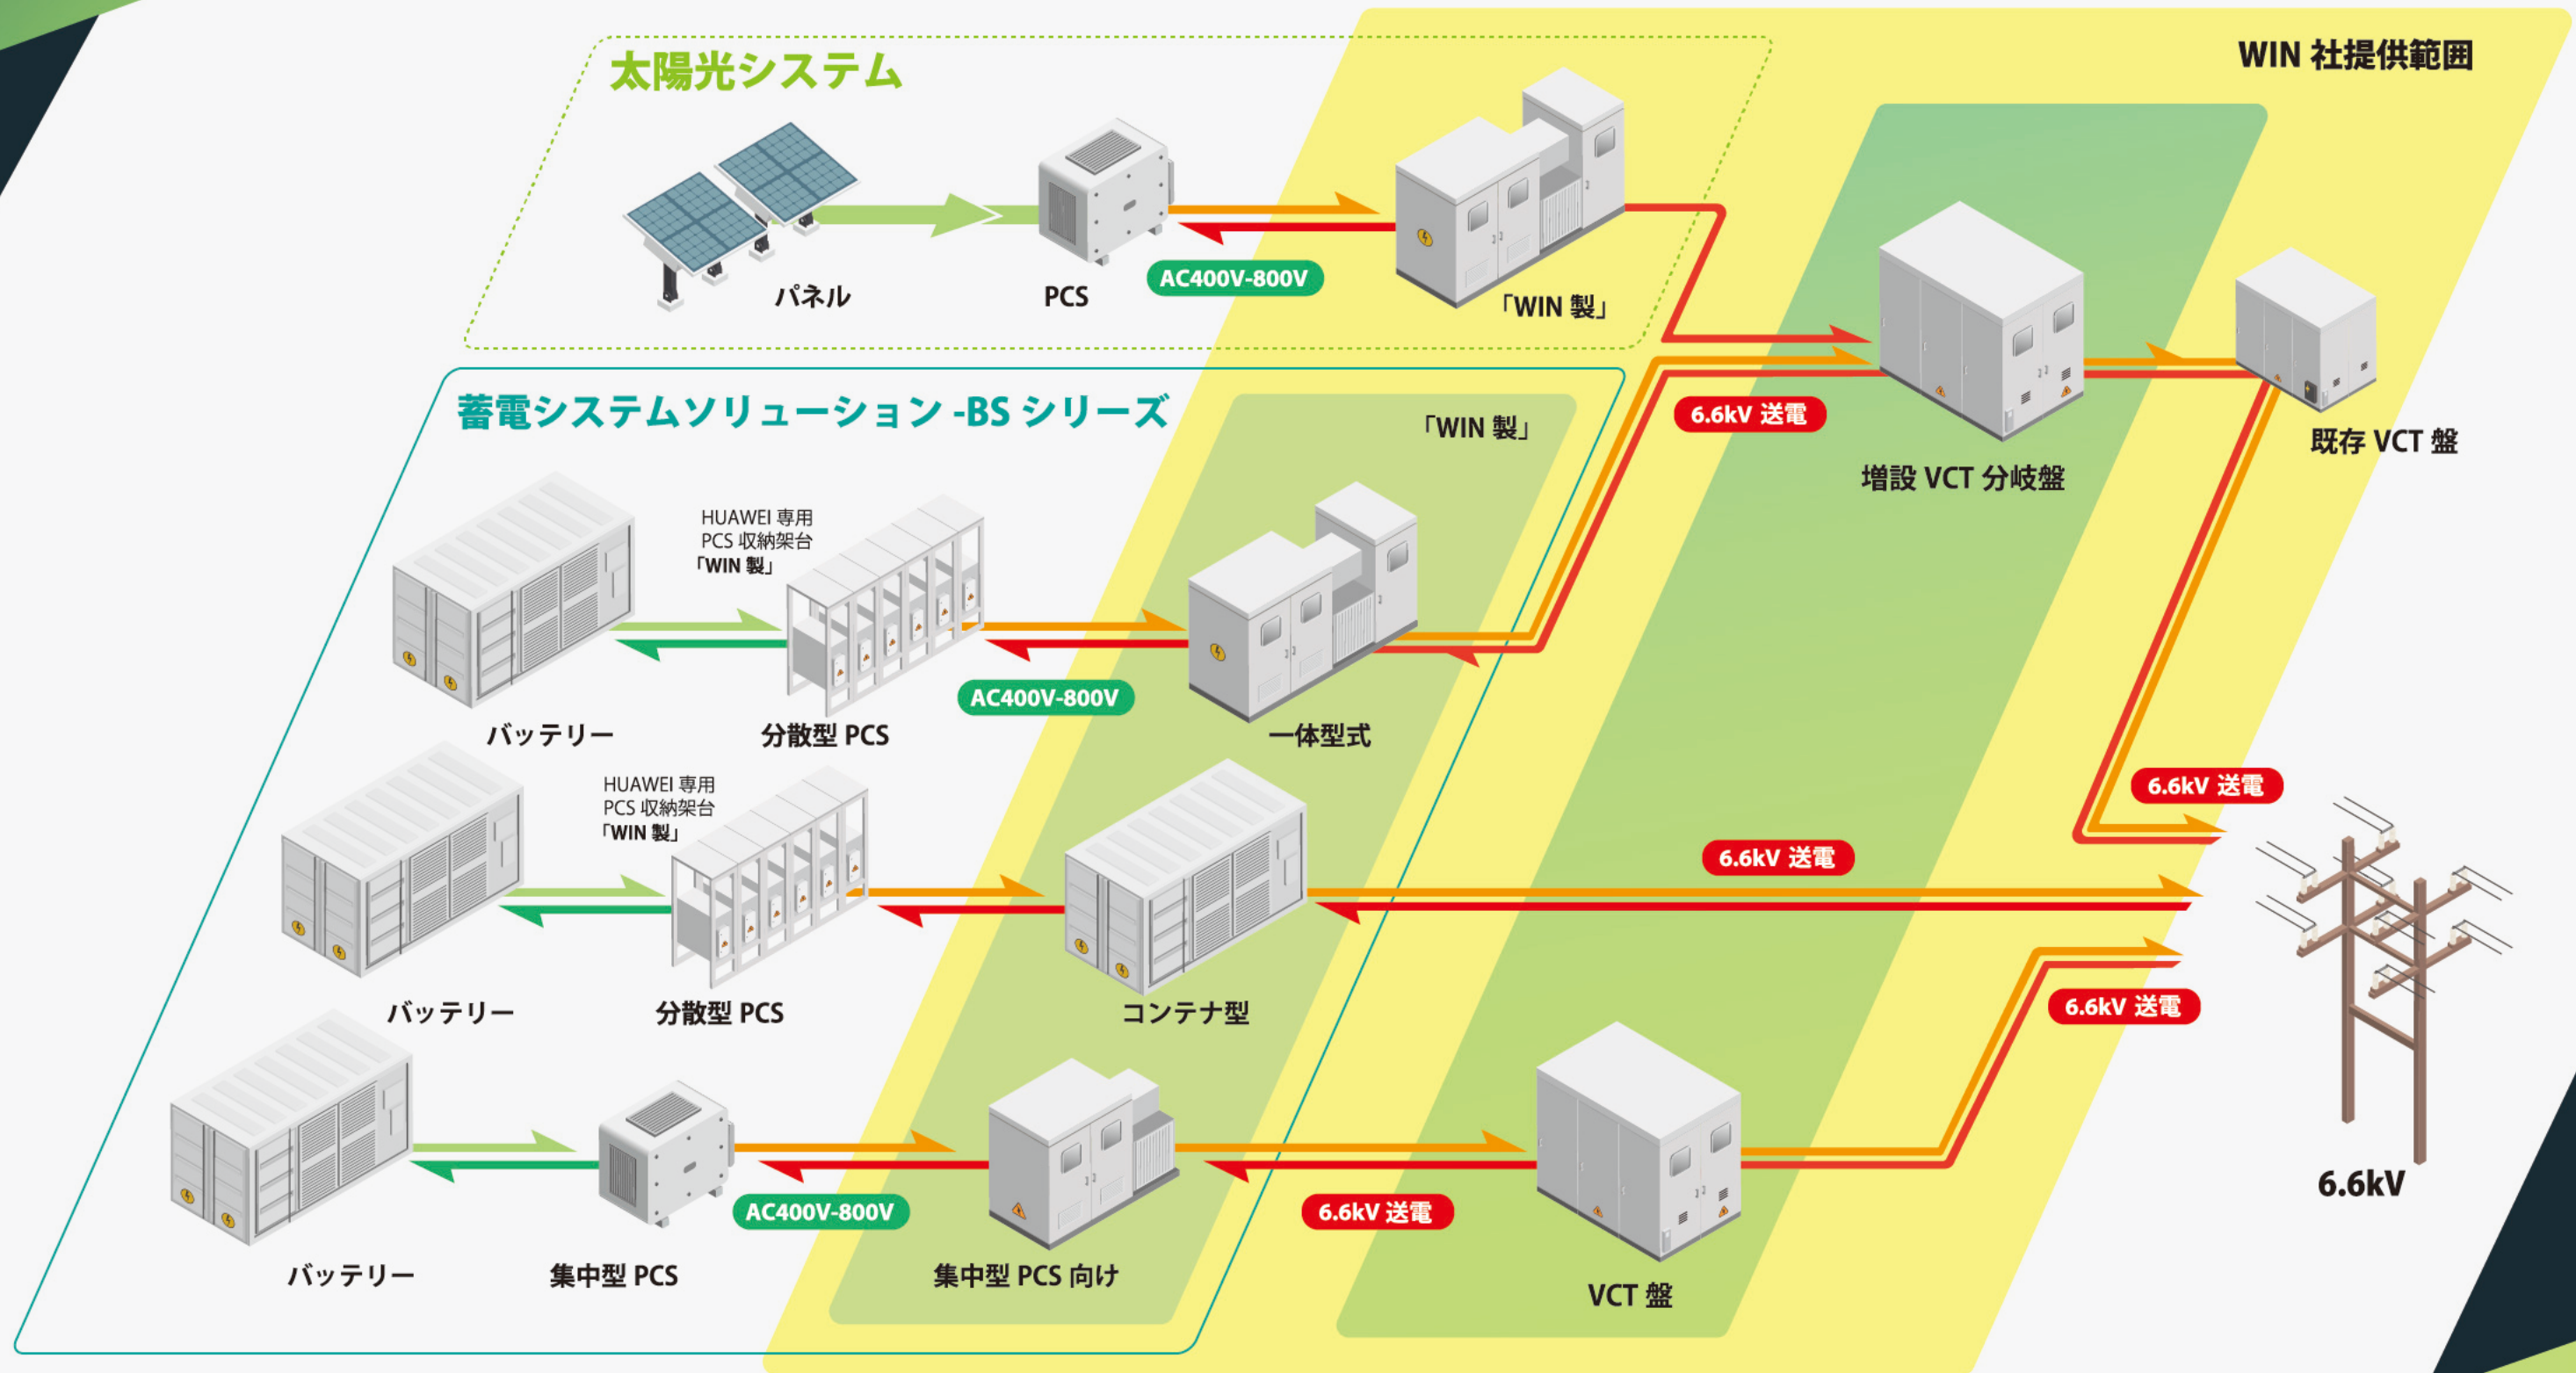 太陽光システム
WIN 社提供範囲
パネル
PCS
AC400V-800V
「WIN 製」
蓄電システムソリューション -BS シリーズ
「WIN 製」
6.6kV 送電
増設 VCT 分岐盤
既存 VCT 盤
HUAWEI 専用
PCS 収納架台
「WIN 製」
AC400V-800V
バッテリー
分散型 PCS
一体型式
6.6kV 送電
HUAWEI 専用
PCS 収納架台
「WIN 製」
6.6kV 送電
バッテリー
分散型 PCS
コンテナ型
6.6kV 送電
6.6kV
AC400V-800V
6.6kV 送電
バッテリー
集中型 PCS
集中型 PCS 向け
VCT 盤